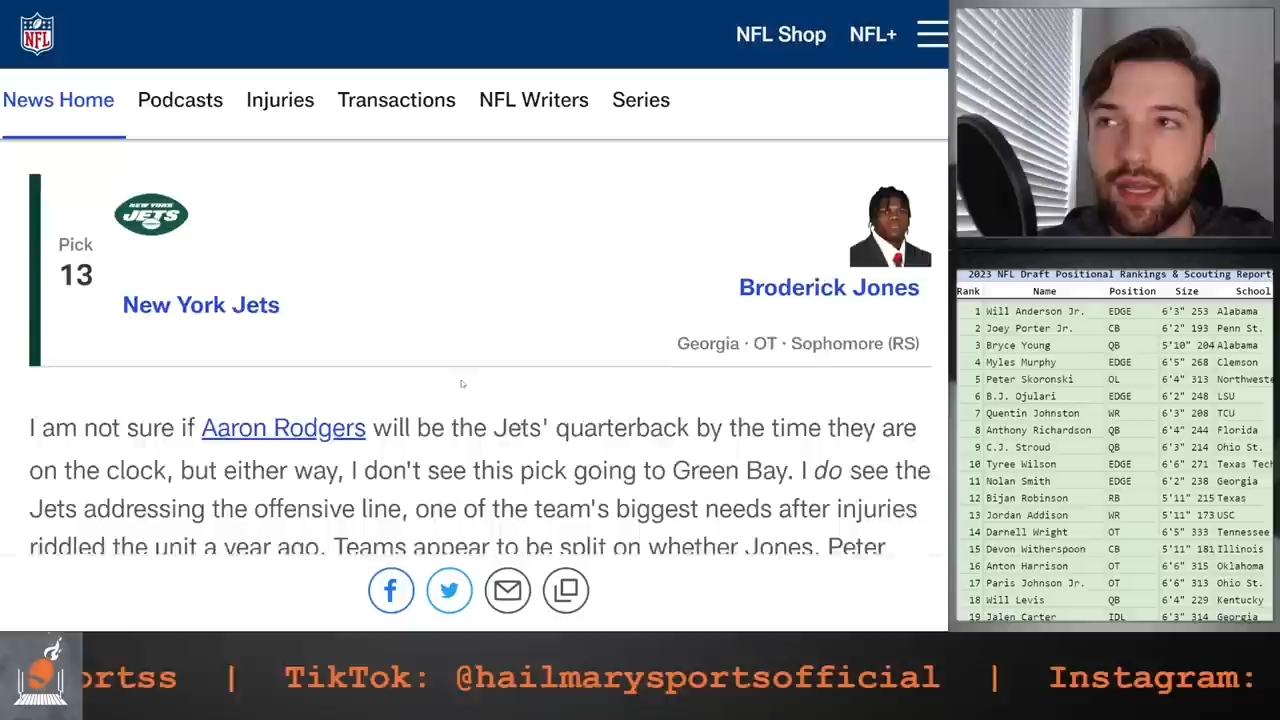 NFL
NFL Shop NFL+
News Home Podcasts Injuries Transactions NFL Writers Series
NEW YORK
JETS
Pick
13
New York Jets
Broderick Jones
Georgia · OT · Sophomore (RS)
I am not sure if Aaron Rodgers will be the Jets' quarterback by the time they are
on the clock, but either way, I don't see this pick going to Green Bay. I do see the
Jets addressing the offensive line, one of the team's biggest needs after injuries
riddled the unit a year ago. Teams appear to be split on whether Jones, Peter
2023 NFL Draft Positional Rankings & Scouting Report
Rank Name Position Size School
1 Will Anderson Jr. EDGE 6'3" 253 Alabama
2 Joey Porter Jr. CB 6'2" 193 Penn St.
3 Bryce Young QB 5'10" 204 Alabama
4 Myles Murphy EDGE 6'5" 268 Clemson
5 Peter Skoronski OL 6'4" 313 Northweste
6 B.J. Ojulari EDGE 6'2" 248 LSU
7 Quentin Johnston WR 6'3" 208 TCU
8 Anthony Richardson QB 6'4" 244 Florida
9 C.J. Stroud QB 6'3" 214 Ohio St.
10 Tyree Wilson EDGE 6'6" 271 Texas Tech
11 Nolan Smith EDGE 6'2" 238 Georgia
12 Bijan Robinson RB 5'11" 215 Texas
13 Jordan Addison WR 5'11" 173 USC
14 Darnell Wright OT 6'5" 333 Tennessee
15 Devon Witherspoon CB 5'11" 181 Illinois
16 Anton Harrison OT 6'6" 315 Oklahoma
17 Paris Johnson Jr. OT 6'6" 313 Ohio St.
18 Will Levis QB 6'4" 229 Kentucky
19 Jalen Carter IDL 6'3" 314 Georgia
ortss | TikTok: @hailmarysportsofficial | Instagram: